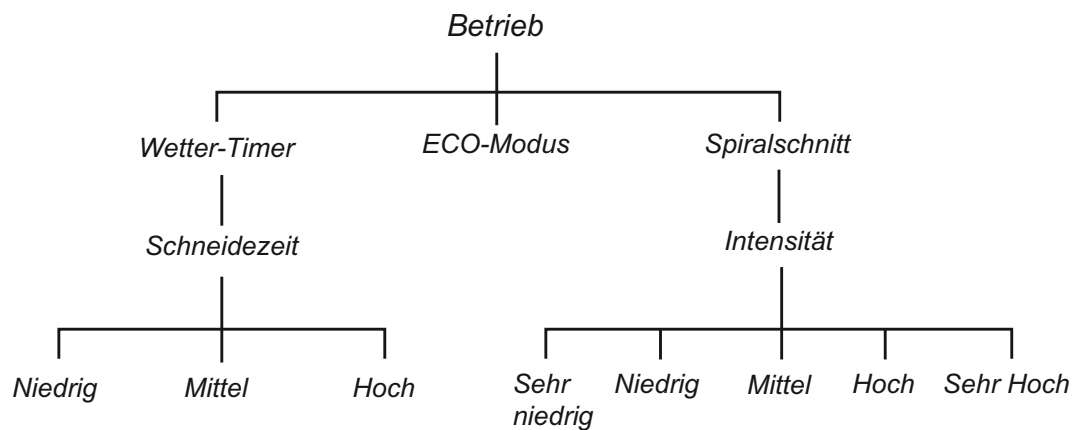 Betrieb
Wetter-Timer
ECO-Modus
Spiralschnitt
Schneidezeit
Intensität
Niedrig
Mittel
Hoch
Sehr
niedrig
Niedrig
Mittel
Hoch
Sehr Hoch